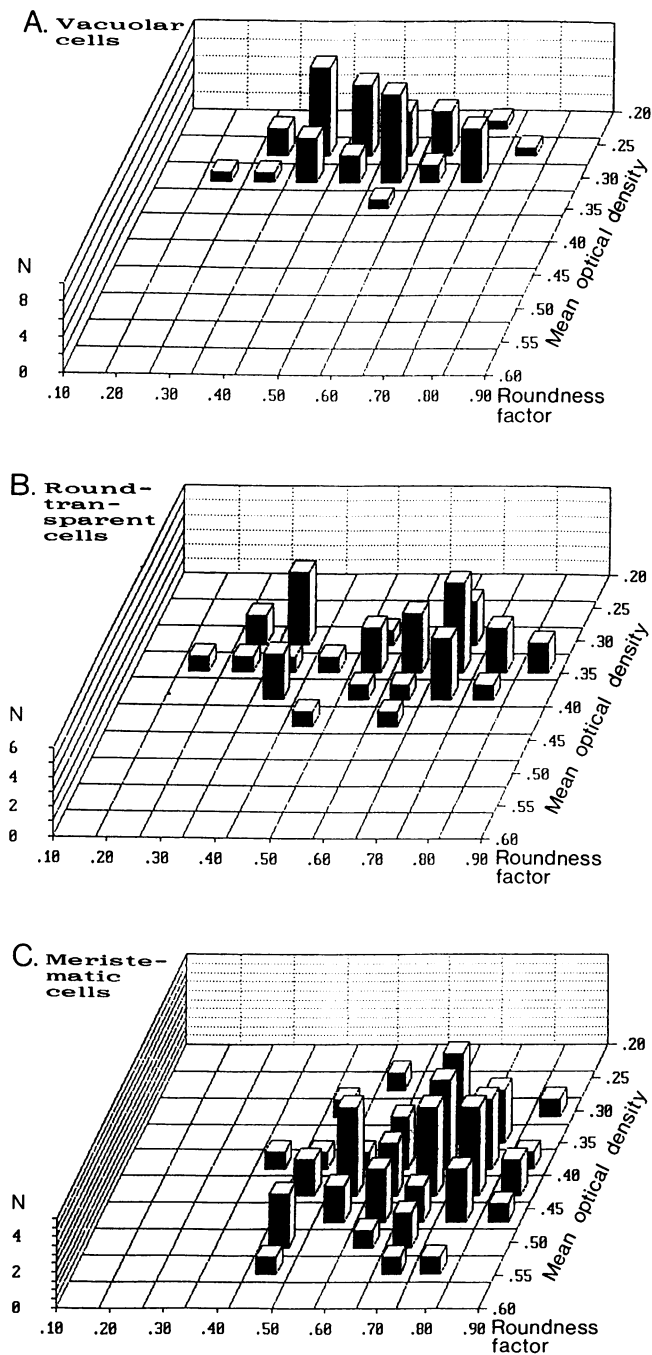 A. Vacuolar
cells
.20
.25
.30
.35
.40
.45
.50
.55
.60
Mean optical density
N
8
4
0
.10 .20 .30 .40 .50 .60 .70 .80 .90 Roundness
factor
B. Round-
tran-
sparent
cells
.20
.25
.30
.35
.40
.45
.50
.55
.60
Mean optical density
N
6
4
2
0
.10 .20 .30 .40 .50 .60 .70 .80 .90 Roundness
factor
C. Meriste-
matic
cells
.20
.25
.30
.35
.40
.45
.50
.55
.60
Mean optical density
N
4
2
0
.10 .20 .30 .40 .50 .60 .70 .80 .90 Roundness
factor